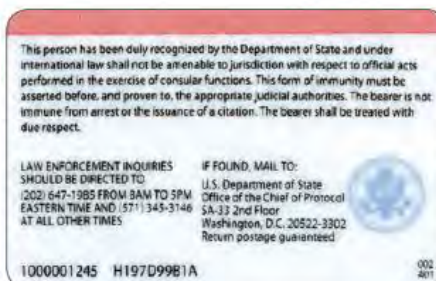 This person has been duly recognized by the Department of State and under
international law shall not be amenable to jurisdiction with respect to official acts
performed in the exercise of consular functions. This form of immunity must be
asserted before, and proven to, the appropriate judicial authorities. The bearer is not
immune from arrest or the issuance of a citation. The bearer shall be treated with
due respect.
LAW ENFORCEMENT INQUIRIES
SHOULD BE DIRECTED TO
(202) 647-1985 FROM 8AM TO 5PM
EASTERN TIME AND (571) 345-3146
AT ALL OTHER TIMES
IF FOUND, MAIL TO:
U.S. Department of State
Office of the Chief of Protocol
SA-33 2nd Floor
Washington, D.C. 20522-3302
Return postage guaranteed
1000001245 H197D99B1A
002
A01